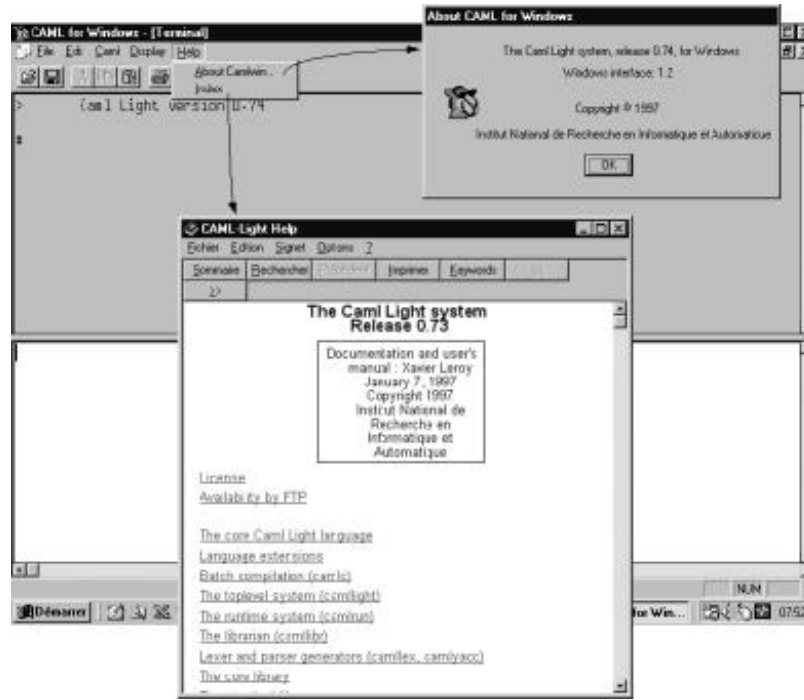 CAML for Windows - [Terminal]
File Edit Caml Display Help
About Camlwin...
Index
> Caml Light version 0.74
#
About CAML for Windows
The Caml Light system, release 0.74, for Windows
Windows interface: 1.2
Copyright © 1997
Institut National de Recherche en Informatique et Automatique
OK
CAML-Light Help
Fichier Edition Signet Options ?
Sommaire Rechercher Imprimer Keywords
>>
The Caml Light system
Release 0.73
Documentation and user's
manual : Xavier Leroy
January 7, 1997
Copyright 1997
Institut National de
Recherche en
Informatique et
Automatique
License
Availability by FTP
The core Caml Light language
Language extensions
Batch compilation (camlc)
The toplevel system (camllight)
The runtime system (camlrun)
The librarian (camllibr)
Lexer and parser generators (camllex, camlyacc)
The core library
NUM
Démarrer
for Win...
07:52